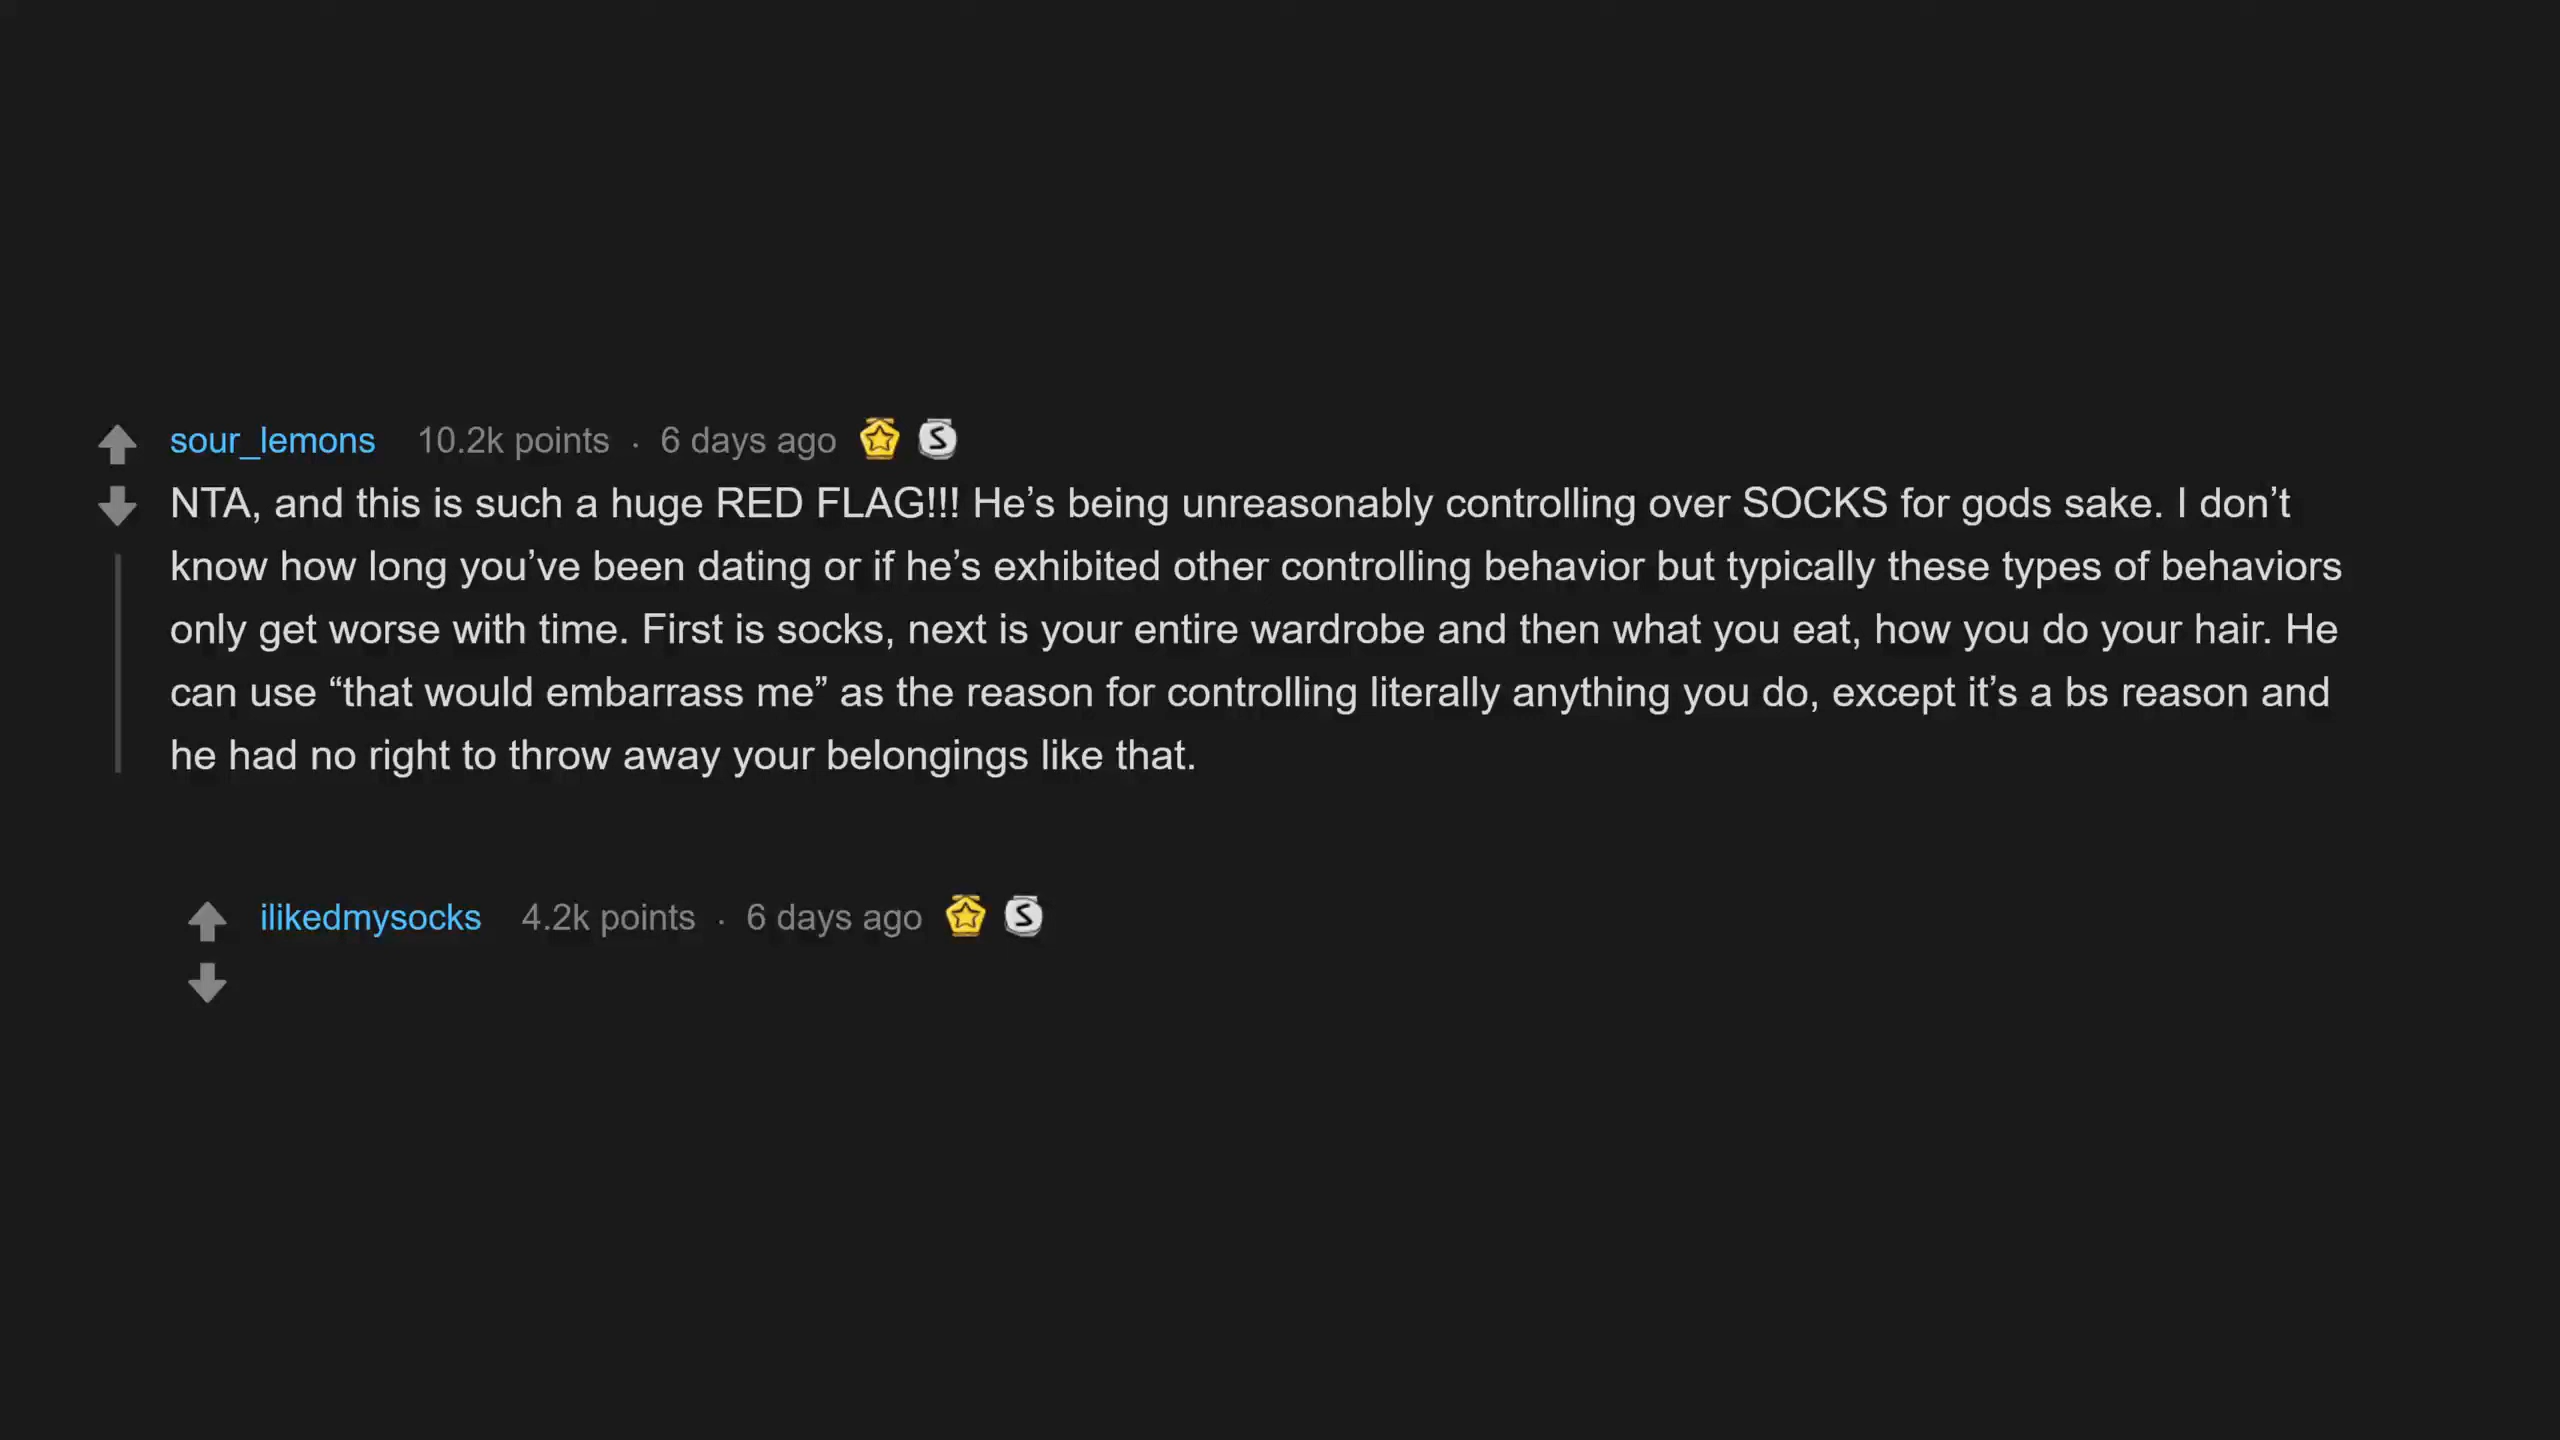 sour_lemons 10.2k points · 6 days ago S
NTA, and this is such a huge RED FLAG!!! He’s being unreasonably controlling over SOCKS for gods sake. I don’t
know how long you’ve been dating or if he’s exhibited other controlling behavior but typically these types of behaviors
only get worse with time. First is socks, next is your entire wardrobe and then what you eat, how you do your hair. He
can use “that would embarrass me” as the reason for controlling literally anything you do, except it’s a bs reason and
he had no right to throw away your belongings like that.
ilikedmysocks 4.2k points · 6 days ago S